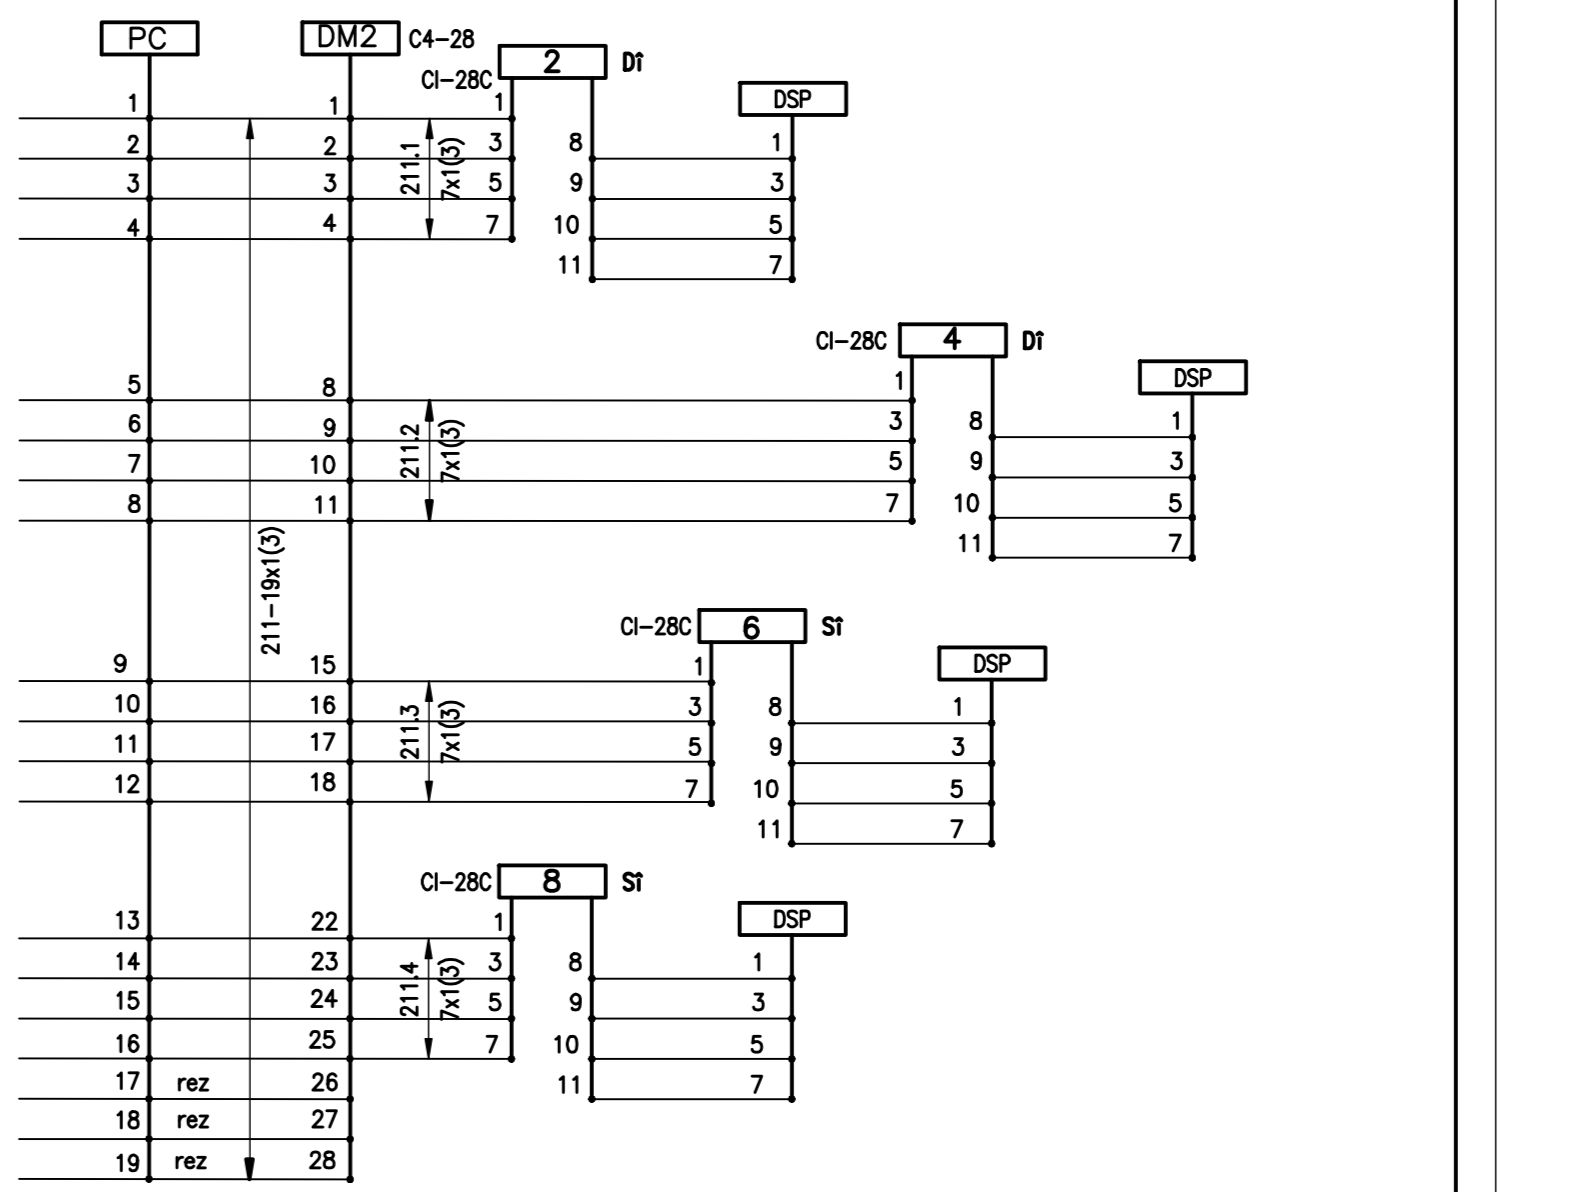 PC DM2 C4-28
CI-28C 2 Dî
DSP
1 1 1
2 2 3 8 1
3 3 5 9 3
4 4 7 10 5
11 7
211.1
7x1(3)
CI-28C 4 Dî
DSP
5 8 1
6 9 3 8 1
7 10 5 9 3
8 11 7 10 5
11 7
211.2
7x1(3)
211-19x1(3)
CI-28C 6 Sî
DSP
9 15 1
10 16 3 8 1
11 17 5 9 3
12 18 7 10 5
11 7
211.3
7x1(3)
CI-28C 8 Sî
DSP
13 22 1
14 23 3 8 1
15 24 5 9 3
16 25 7 10 5
17 rez 26 11 7
18 rez 27
19 rez 28
211.4
7x1(3)